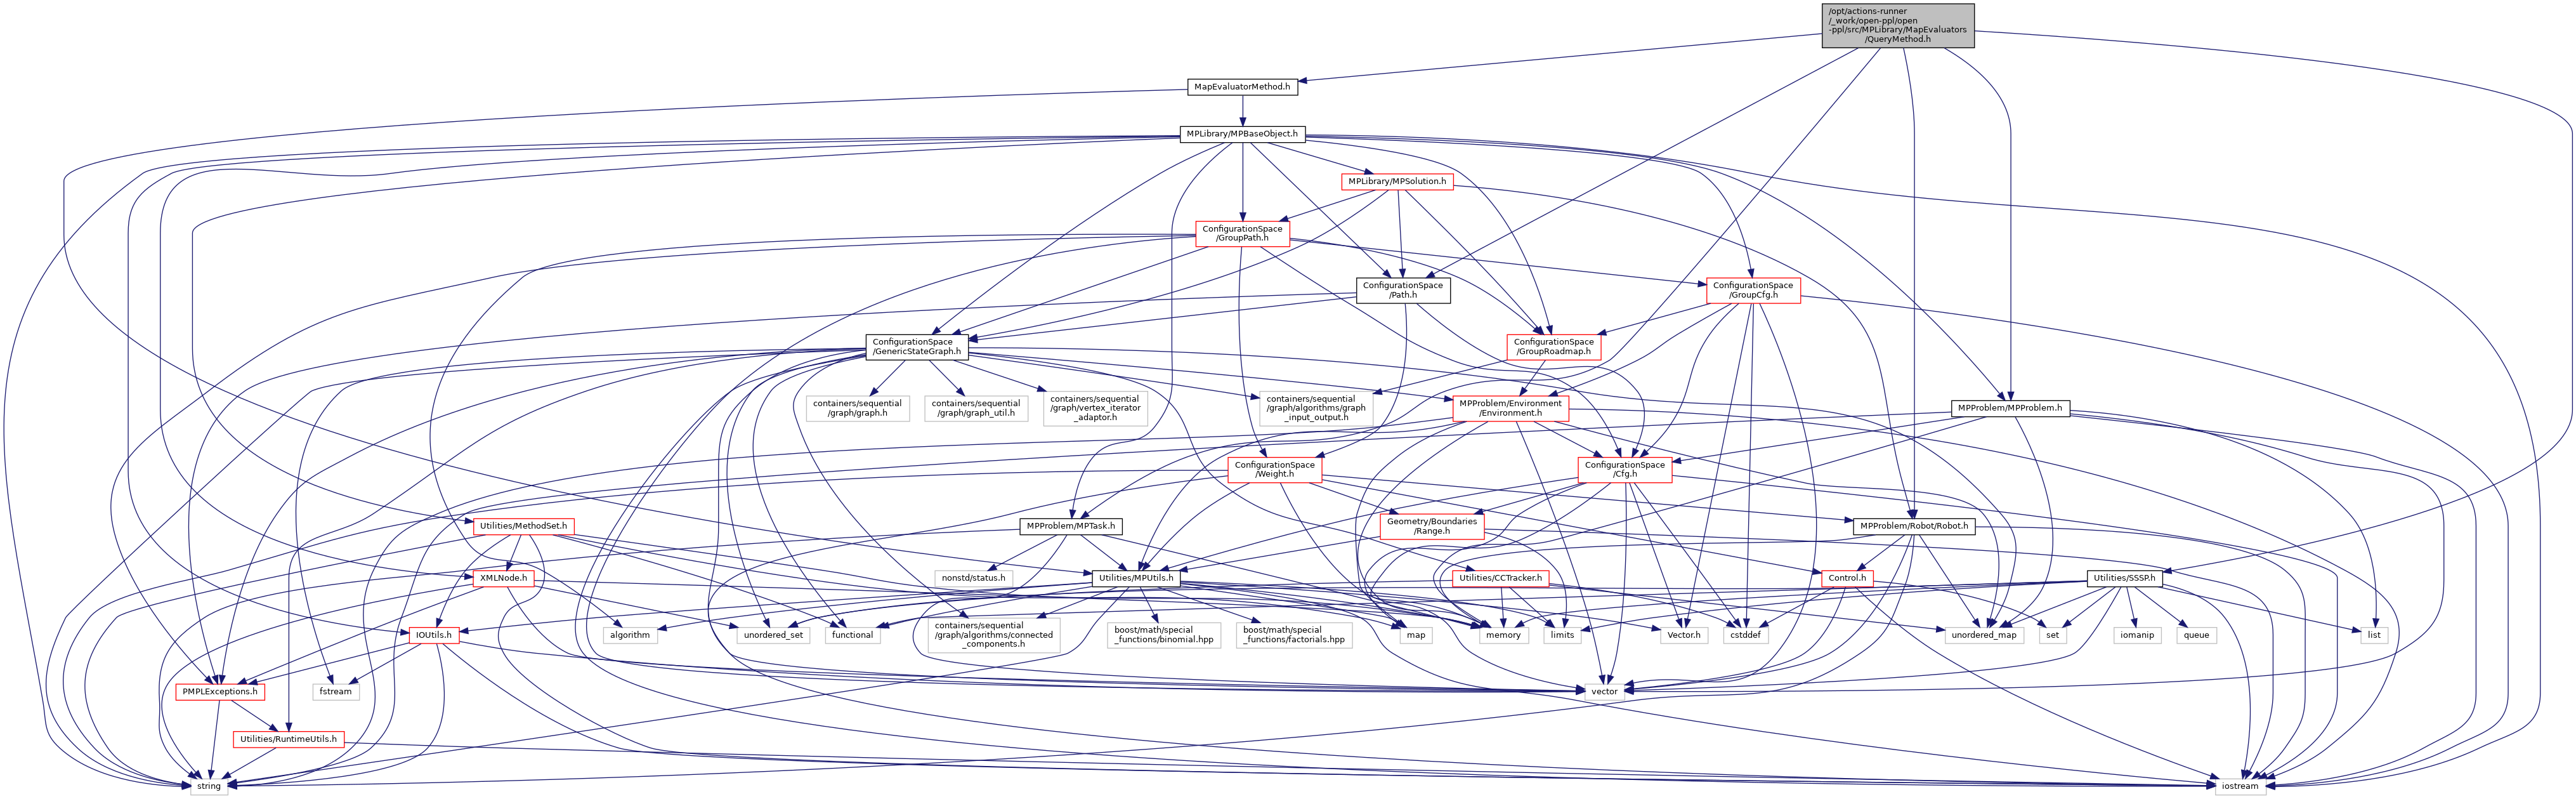 /opt/actions-runner
/_work/open-ppl/open
-ppl/src/MPLibrary/MapEvaluators
/QueryMethod.h
MapEvaluatorMethod.h
MPLibrary/MPBaseObject.h
MPLibrary/MPSolution.h
ConfigurationSpace
/GroupPath.h
ConfigurationSpace
/Path.h
ConfigurationSpace
/GroupCfg.h
ConfigurationSpace
/GenericStateGraph.h
ConfigurationSpace
/GroupRoadmap.h
containers/sequential
/graph/graph.h
containers/sequential
/graph/graph_util.h
containers/sequential
/graph/vertex_iterator
_adaptor.h
containers/sequential
/graph/algorithms/graph
_input_output.h
MPProblem/Environment
/Environment.h
MPProblem/MPProblem.h
ConfigurationSpace
/Weight.h
ConfigurationSpace
/Cfg.h
Utilities/MethodSet.h
MPProblem/MPTask.h
Geometry/Boundaries
/Range.h
MPProblem/Robot/Robot.h
XMLNode.h
nonstd/status.h
Utilities/MPUtils.h
Utilities/CCTracker.h
Control.h
Utilities/SSSP.h
IOUtils.h
algorithm
unordered_set
functional
containers/sequential
/graph/algorithms/connected
_components.h
boost/math/special
_functions/binomial.hpp
boost/math/special
_functions/factorials.hpp
map
memory
limits
Vector.h
cstddef
unordered_map
set
iomanip
queue
list
PMPLExceptions.h
fstream
vector
Utilities/RuntimeUtils.h
string
iostream